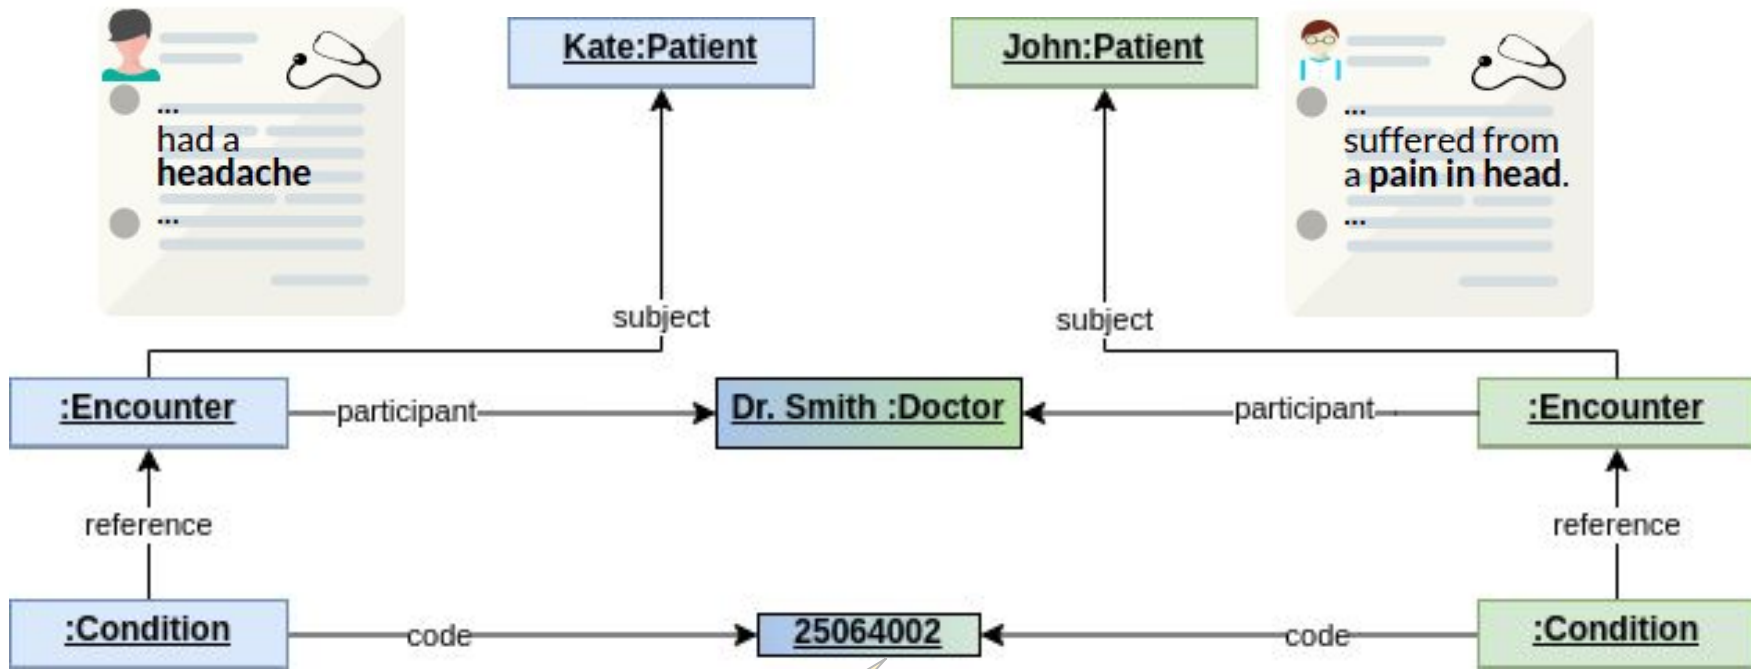 Kate:Patient
John:Patient
...
had a
headache
...
...
suffered from
a pain in head.
...
subject
subject
:Encounter
participant
Dr. Smith :Doctor
participant
:Encounter
reference
reference
:Condition
code
25064002
code
:Condition